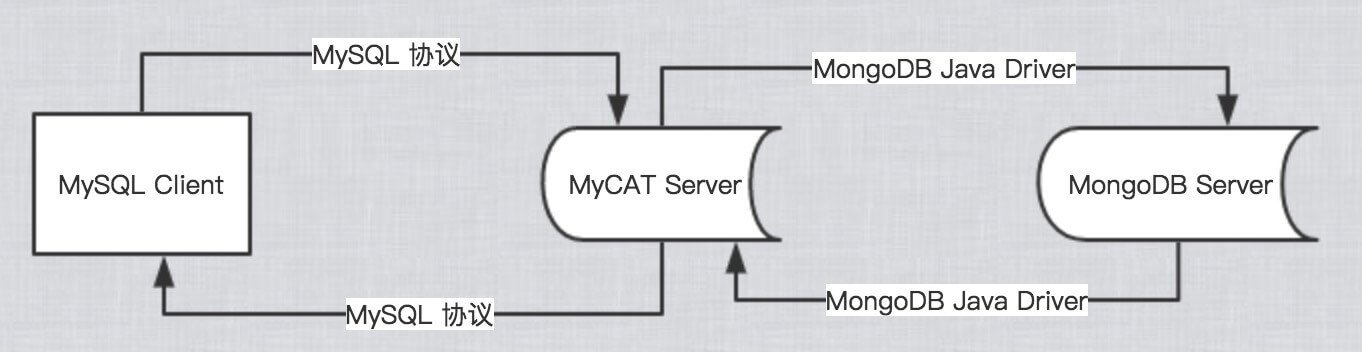 MySQL 协议
MongoDB Java Driver
MySQL Client
MyCAT Server
MongoDB Server
MySQL 协议
MongoDB Java Driver